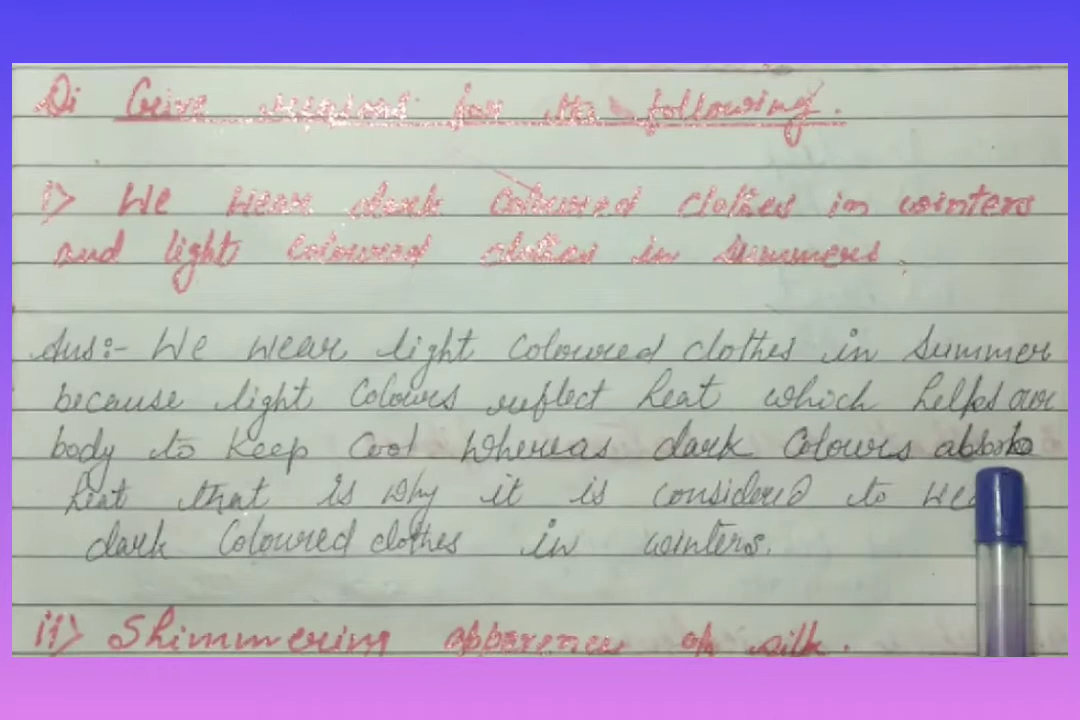 Di Give reasons for the following.
i> We wear dark coloured clothes in winters
and light coloured clothes in summers.
Ans:- We wear light coloured clothes in summer
because light colours reflect heat which helps our
body to keep cool whereas dark colours absorb
heat that is why it is considered to
dark coloured clothes in winters.
ii> Shimmering of silk.